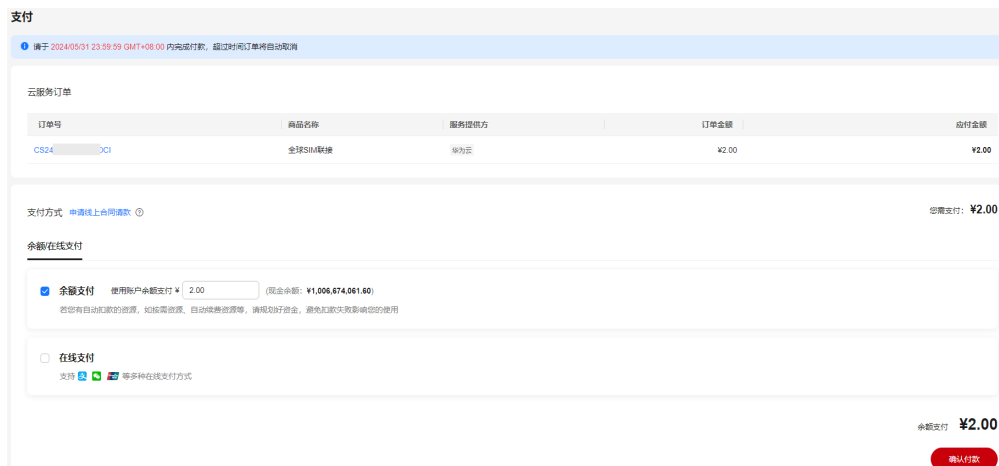 支付
请于 2024/05/31 23:59:59 GMT+08:00 内完成付款，超过时间订单将自动取消
云服务订单
订单号 商品名称 服务提供方 订单金额 应付金额
CS24 DCI 全球SIM联接 华为云 ¥2.00 ¥2.00
支付方式 申请线上合同请款 您需支付：¥2.00
余额/在线支付
余额支付 使用账户余额支付 ¥ 2.00 (现金余额：¥1,006,674,061.60)
若您有自动扣款的资源，如按需资源、自动续费资源等，请规划好资金，避免扣款失败影响您的使用
在线支付
支持 支 等多种在线支付方式
余额支付 ¥2.00
确认付款